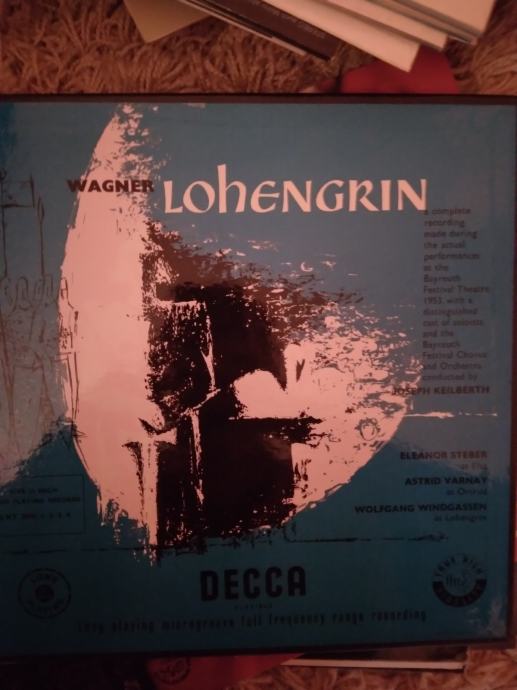 WAGNER LOhENGRIN
a complete
recording
made during
the actual
performances
at the
Bayreuth
Festival Theatre
1953, with a
distinguished
cast of soloists
and the
Bayreuth
Festival Chorus
and Orchestra
conducted by
JOSEPH KEILBERTH
ELEANOR STEBER
as Elsa
ASTRID VARNAY
as Ortrud
WOLFGANG WINDGASSEN
as Lohengrin
LONG
PLAYING
DECCA
long playing microgroove full frequency range recording